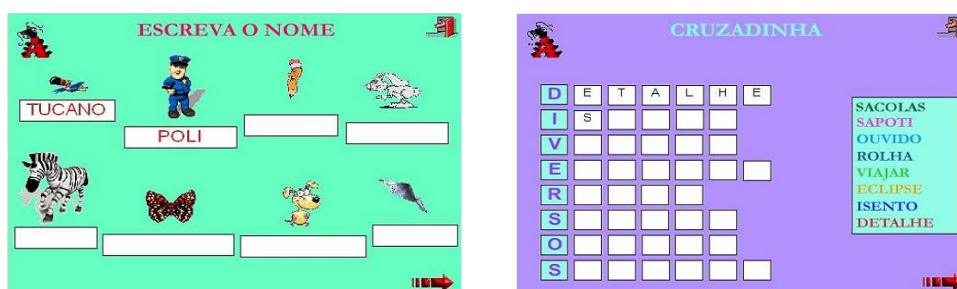 ESCREVA O NOME
TUCANO
POLI
CRUZADINHA
D E T A L H E
I S
V
E
R
S
O
S
SACOLAS
SAPOTI
OUVIDO
ROLHA
VIAJAR
ECLIPSE
ISENTO
DETALHE